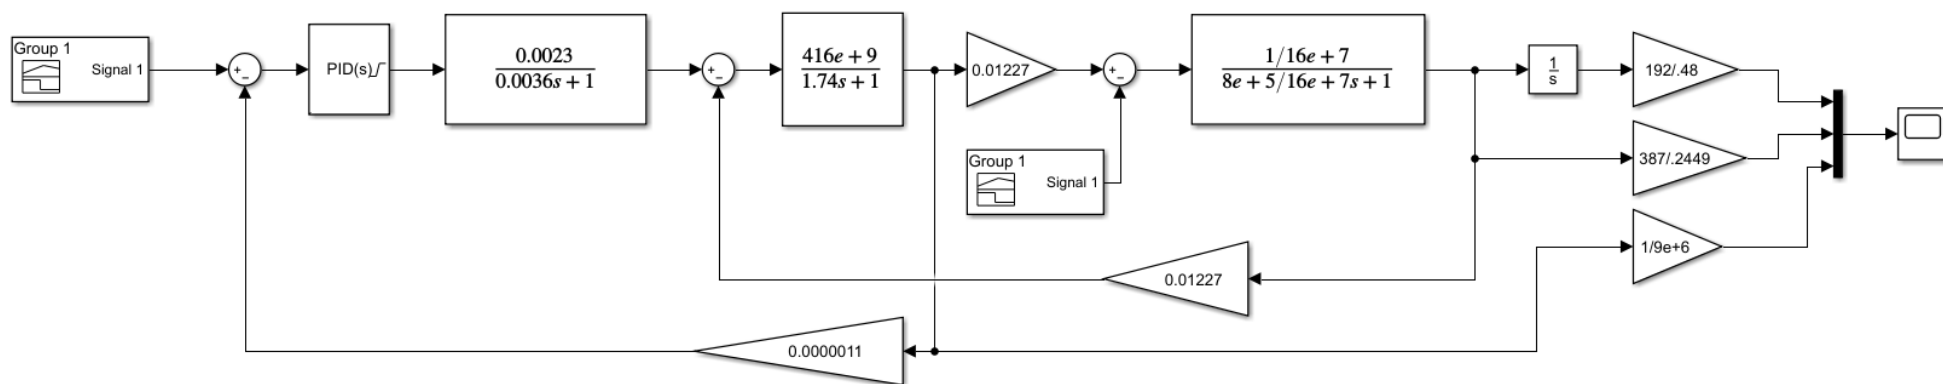 Group 1
Signal 1
+
-
PID(s)
0.0023
0.0036s + 1
+
-
416e + 9
1.74s + 1
0.01227
+
-
1/16e + 7
8e + 5/16e + 7s + 1
1
s
192/.48
387/.2449
1/9e+6
Group 1
Signal 1
0.01227
0.0000011